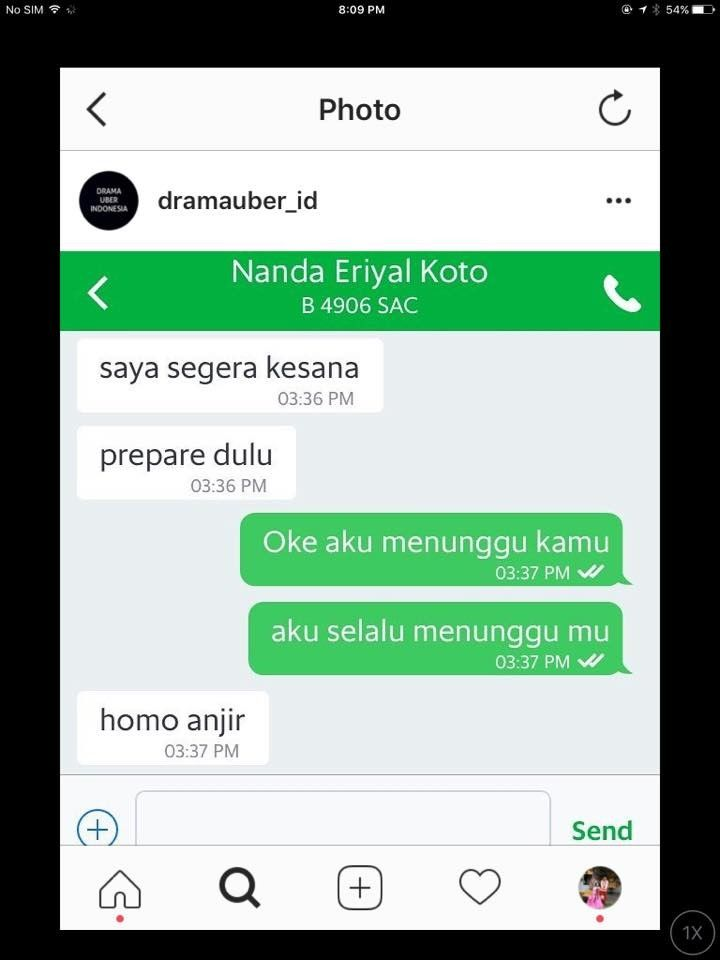 No SIM 8:09 PM 54%
Photo
DRAMA
UBER
INDONESIA
dramauber_id
Nanda Eriyal Koto
B 4906 SAC
saya segera kesana
03:36 PM
prepare dulu
03:36 PM
Oke aku menunggu kamu
03:37 PM
aku selalu menunggu mu
03:37 PM
homo anjir
03:37 PM
Send
1X